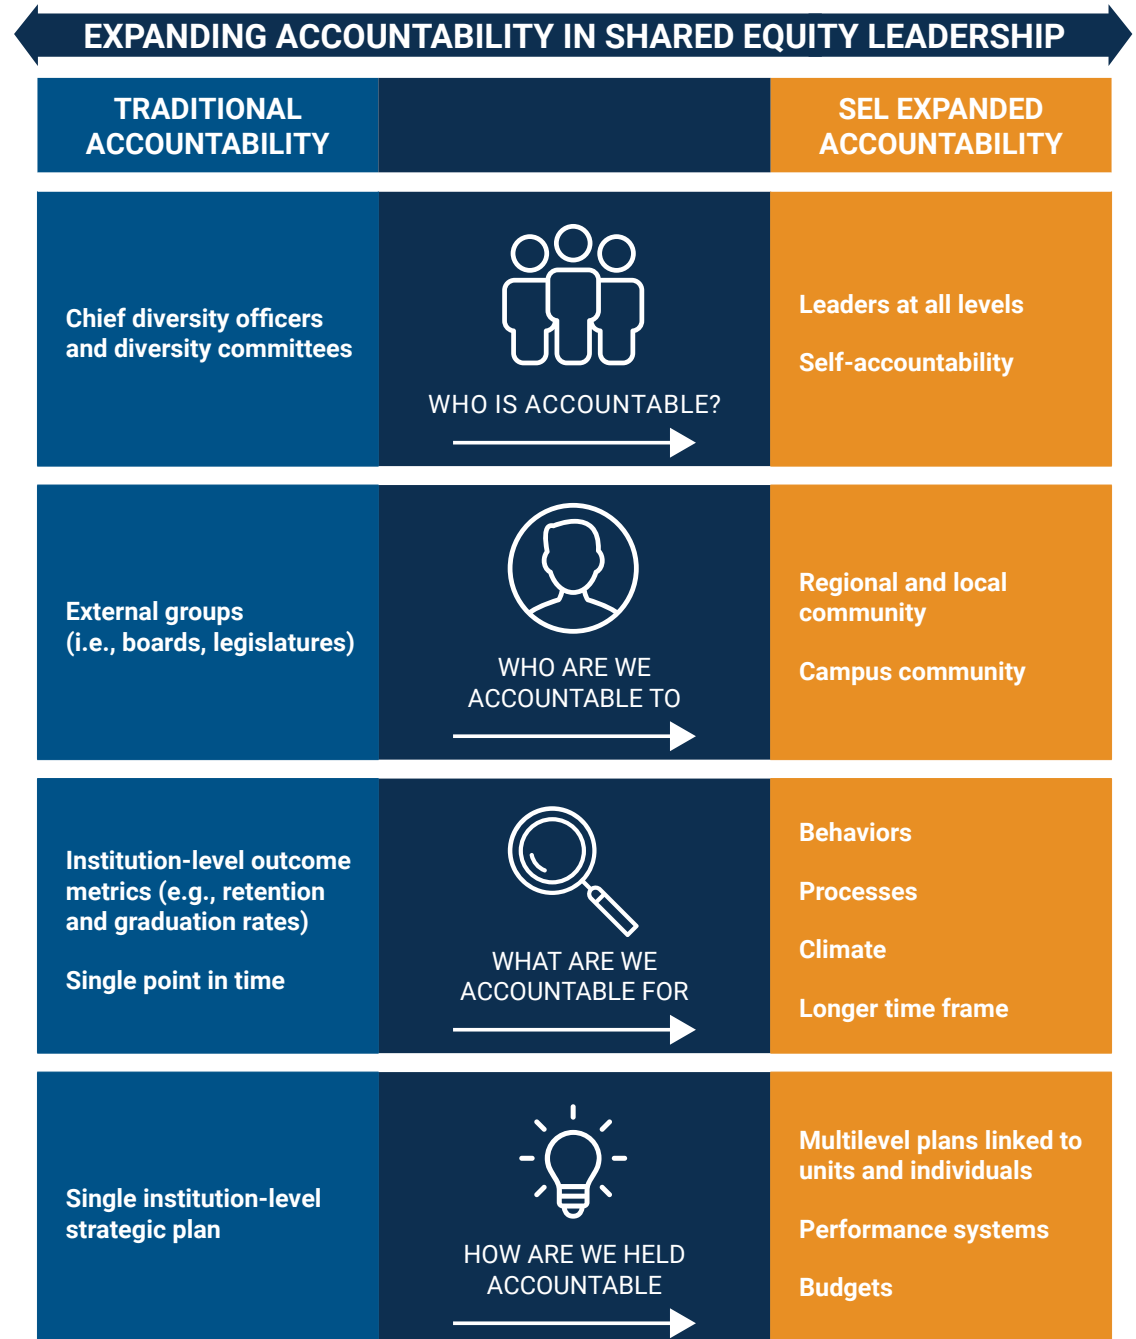 EXPANDING ACCOUNTABILITY IN SHARED EQUITY LEADERSHIP
TRADITIONAL
ACCOUNTABILITY
SEL EXPANDED
ACCOUNTABILITY
Chief diversity officers
and diversity committees
WHO IS ACCOUNTABLE?
Leaders at all levels
Self-accountability
External groups
(i.e., boards, legislatures)
WHO ARE WE
ACCOUNTABLE TO
Regional and local
community
Campus community
Institution-level outcome
metrics (e.g., retention
and graduation rates)
Single point in time
WHAT ARE WE
ACCOUNTABLE FOR
Behaviors
Processes
Climate
Longer time frame
Single institution-level
strategic plan
HOW ARE WE HELD
ACCOUNTABLE
Multilevel plans linked to
units and individuals
Performance systems
Budgets